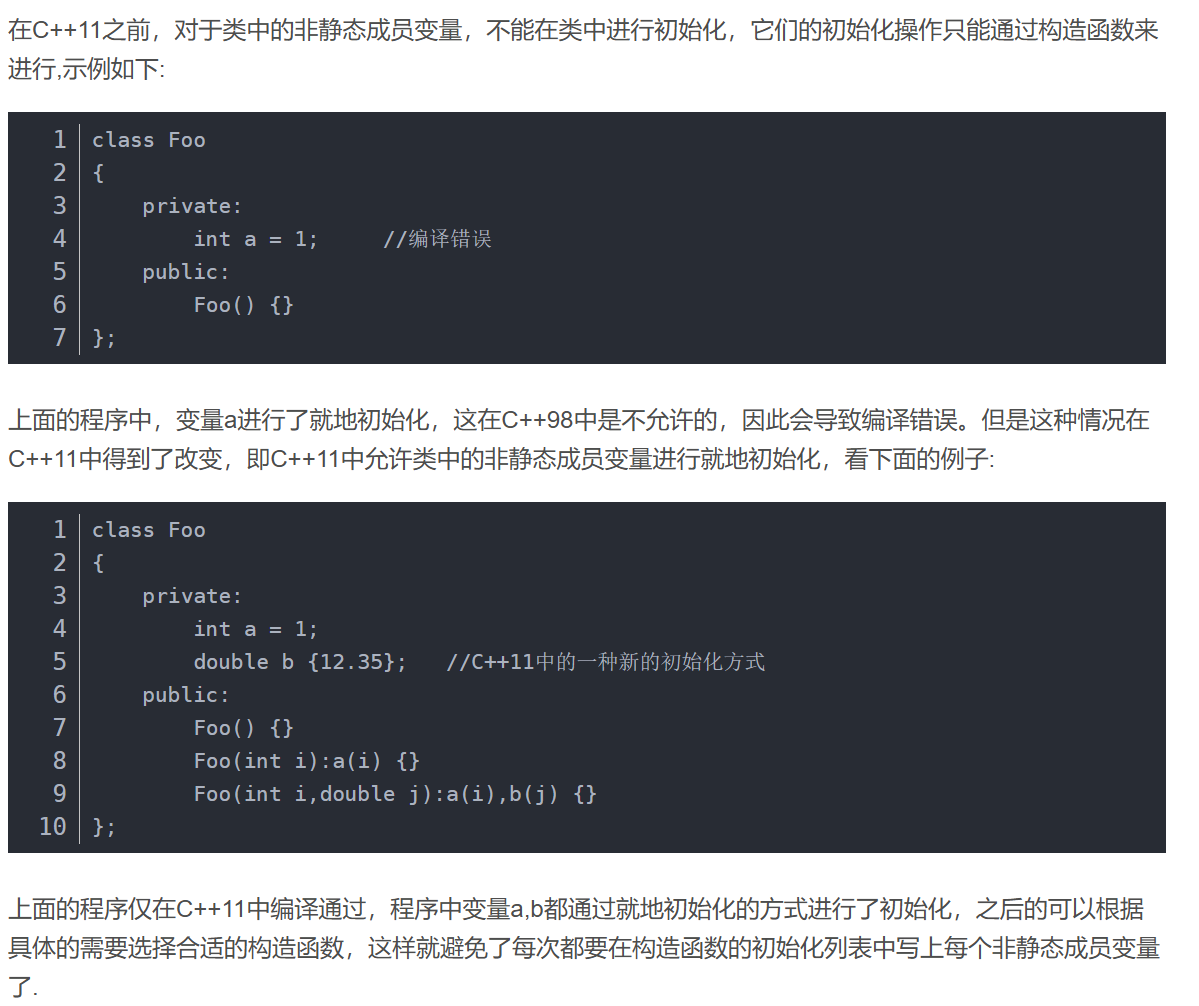 在C++11之前，对于类中的非静态成员变量，不能在类中进行初始化，它们的初始化操作只能通过构造函数来
进行,示例如下:
1 class Foo
2 {
3     private:
4         int a = 1;     //编译错误
5     public:
6         Foo() {}
7 };
上面的程序中，变量a进行了就地初始化，这在C++98中是不允许的，因此会导致编译错误。但是这种情况在
C++11中得到了改变，即C++11中允许类中的非静态成员变量进行就地初始化，看下面的例子:
1 class Foo
2 {
3     private:
4         int a = 1;
5         double b {12.35};   //C++11中的一种新的初始化方式
6     public:
7         Foo() {}
8         Foo(int i):a(i) {}
9         Foo(int i,double j):a(i),b(j) {}
10 };
上面的程序仅在C++11中编译通过，程序中变量a,b都通过就地初始化的方式进行了初始化，之后的可以根据
具体的需要选择合适的构造函数，这样就避免了每次都要在构造函数的初始化列表中写上每个非静态成员变量
了.